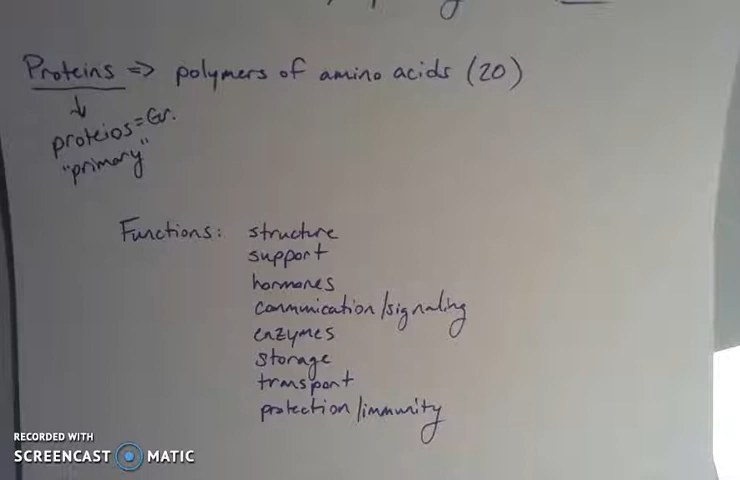 Proteins => polymers of amino acids (20)
↓
proteios = Gr.
"primary"
Functions: structure
support
hormones
communication/signaling
enzymes
storage
transport
protection/immunity
RECORDED WITH
SCREENCAST MATIC